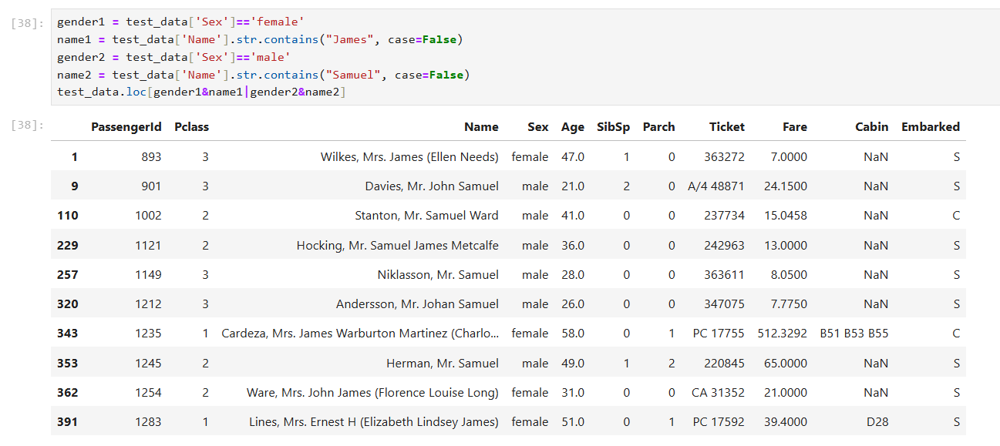 [38]: gender1 = test_data['Sex']=='female'
name1 = test_data['Name'].str.contains("James", case=False)
gender2 = test_data['Sex']=='male'
name2 = test_data['Name'].str.contains("Samuel", case=False)
test_data.loc[gender1&name1|gender2&name2]
[38]: PassengerId Pclass Name Sex Age SibSp Parch Ticket Fare Cabin Embarked
1 893 3 Wilkes, Mrs. James (Ellen Needs) female 47.0 1 0 363272 7.0000 NaN S
9 901 3 Davies, Mr. John Samuel male 21.0 2 0 A/4 48871 24.1500 NaN S
110 1002 2 Stanton, Mr. Samuel Ward male 41.0 0 0 237734 15.0458 NaN C
229 1121 2 Hocking, Mr. Samuel James Metcalfe male 36.0 0 0 242963 13.0000 NaN S
257 1149 3 Niklasson, Mr. Samuel male 28.0 0 0 363611 8.0500 NaN S
320 1212 3 Andersson, Mr. Johan Samuel male 26.0 0 0 347075 7.7750 NaN S
343 1235 1 Cardeza, Mrs. James Warburton Martinez (Charlo... female 58.0 0 1 PC 17755 512.3292 B51 B53 B55 C
353 1245 2 Herman, Mr. Samuel male 49.0 1 2 220845 65.0000 NaN S
362 1254 2 Ware, Mrs. John James (Florence Louise Long) female 31.0 0 0 CA 31352 21.0000 NaN S
391 1283 1 Lines, Mrs. Ernest H (Elizabeth Lindsey James) female 51.0 0 1 PC 17592 39.4000 D28 S